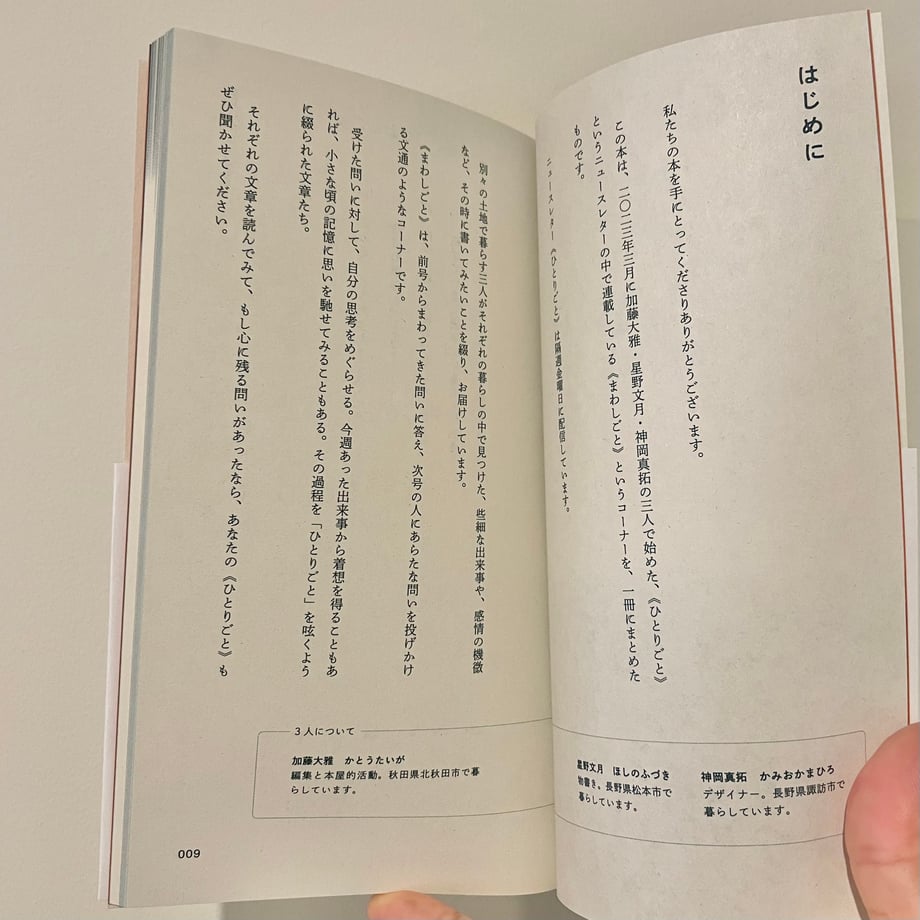 はじめに
私たちの本を手にとってくださりありがとうございます。
この本は、二〇二三年三月に加藤大雅・星野文月・神岡真拓の三人で始めた、《ひとりごと》
というニュースレターの中で連載している《まわしごと》というコーナーを、一冊にまとめた
ものです。
ニュースレター《ひとりごと》は隔週金曜日に配信しています。
別々の土地で暮らす三人がそれぞれの暮らしの中で見つけた、些細な出来事や、感情の機微
など、その時に書いてみたいことを綴り、お届けしています。
《まわしごと》は、前号からまわってきた問いに答え、次号の人にあらたな問いを投げかけ
る文通のようなコーナーです。
受けた問いに対して、自分の思考をめぐらせる。今週あった出来事から着想を得ることもあ
れば、小さな頃の記憶に思いを馳せてみることもある。その過程を「ひとりごと」を呟くよう
に綴られた文章たち。
それぞれの文章を読んでみて、もし心に残る問いがあったなら、あなたの《ひとりごと》も
ぜひ聞かせてください。
3人について
加藤大雅 かとうたいが
編集と本屋的活動。秋田県北秋田市で暮
らしています。
星野文月 ほしのふづき
物書き。長野県松本市で
暮らしています。
神岡真拓 かみおかまひろ
デザイナー。長野県諏訪市で
暮らしています。
009